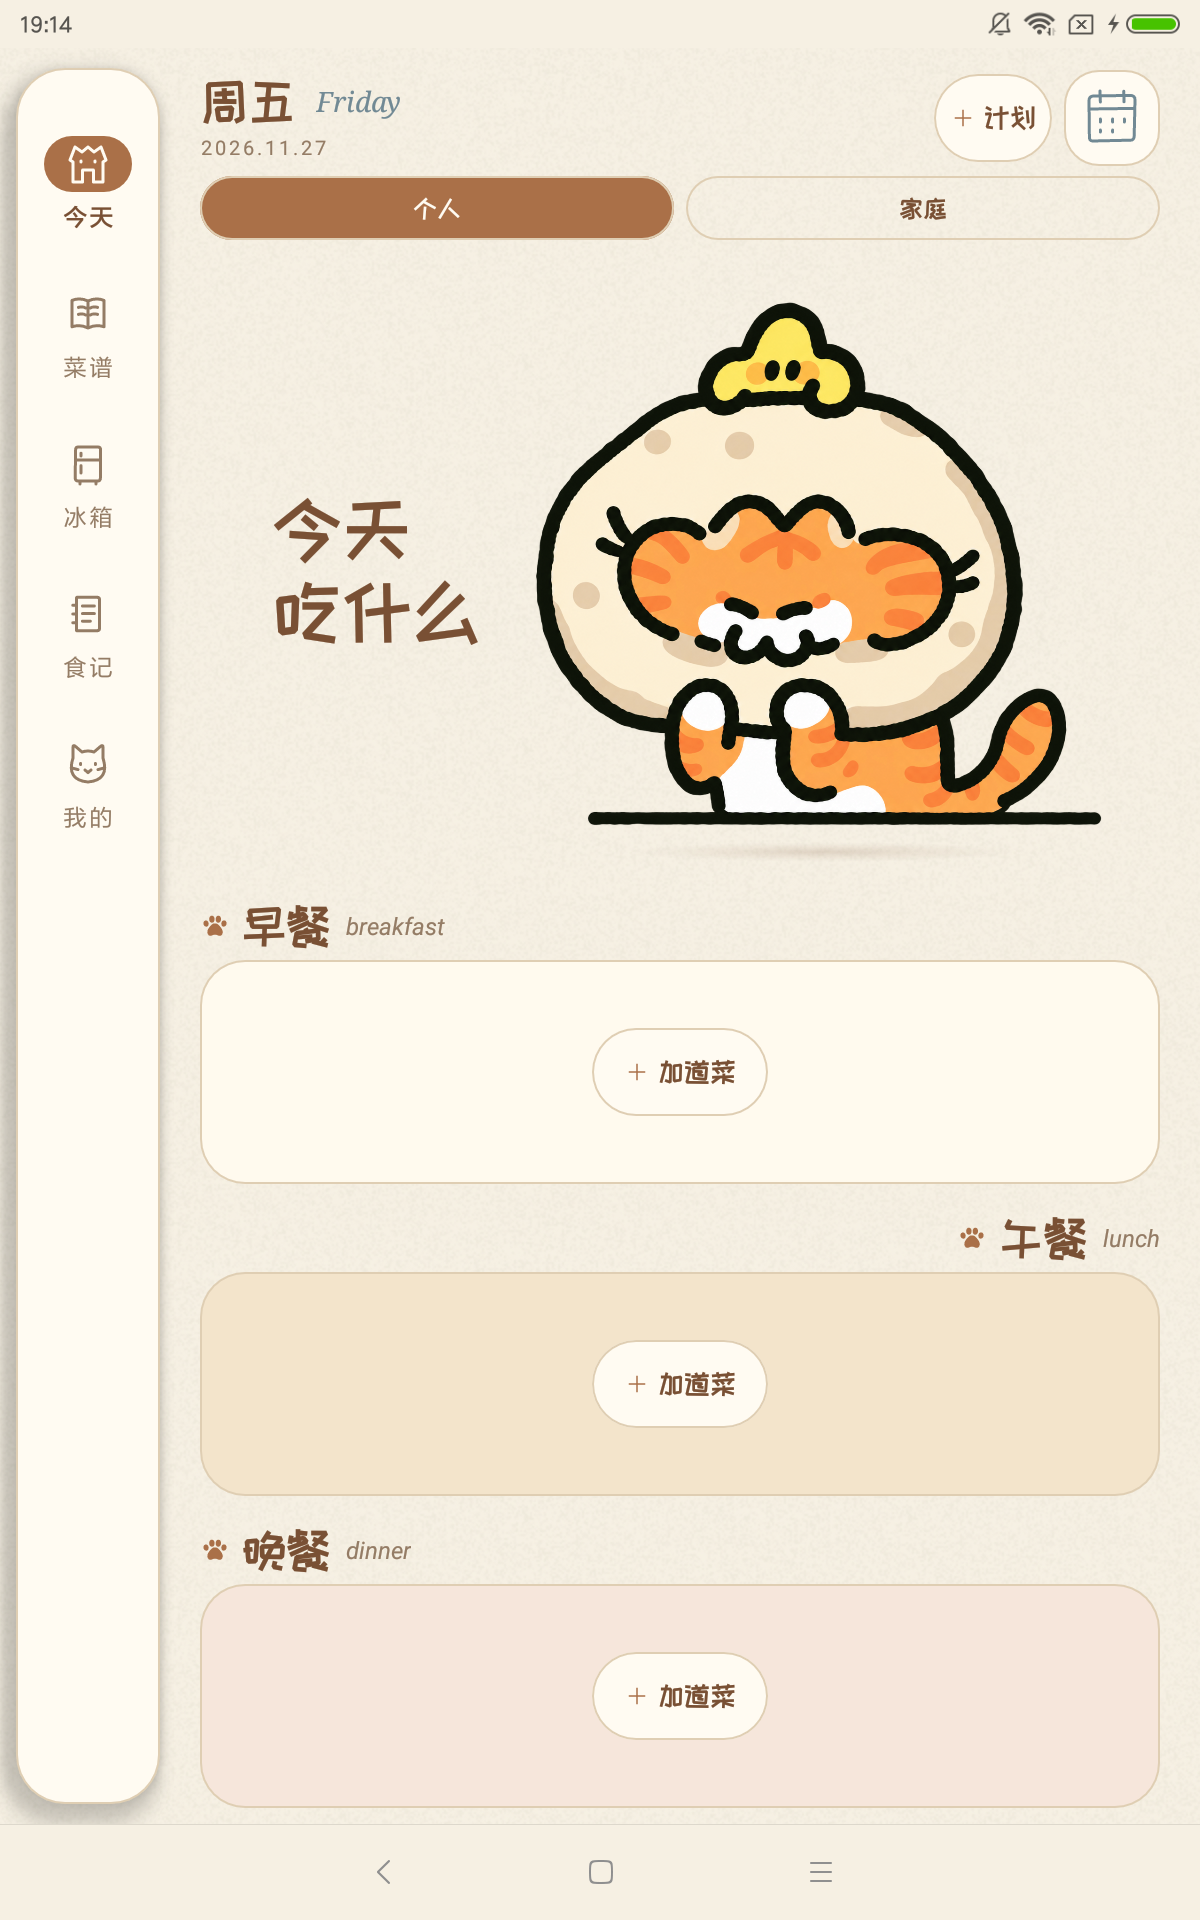 19:14
周五 Friday
2026.11.27
+ 计划
个人
家庭
今天
菜谱
冰箱
食记
我的
今天
吃什么
早餐 breakfast
+ 加道菜
午餐 lunch
+ 加道菜
晚餐 dinner
+ 加道菜